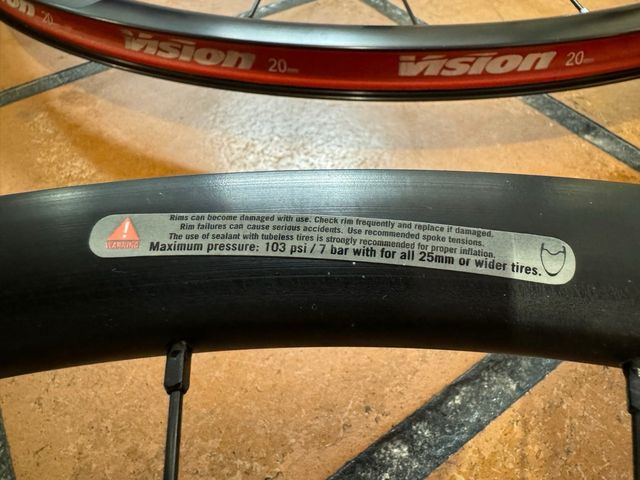 Vision 20mm Vision 20mm
Rims can become damaged with use. Check rim frequently and replace if damaged.
Rim failures can cause serious accidents. Use recommended spoke tensions.
The use of sealant with tubeless tires is strongly recommended for proper inflation.
Maximum pressure: 103 psi / 7 bar with for all 25mm or wider tires.
WARNING